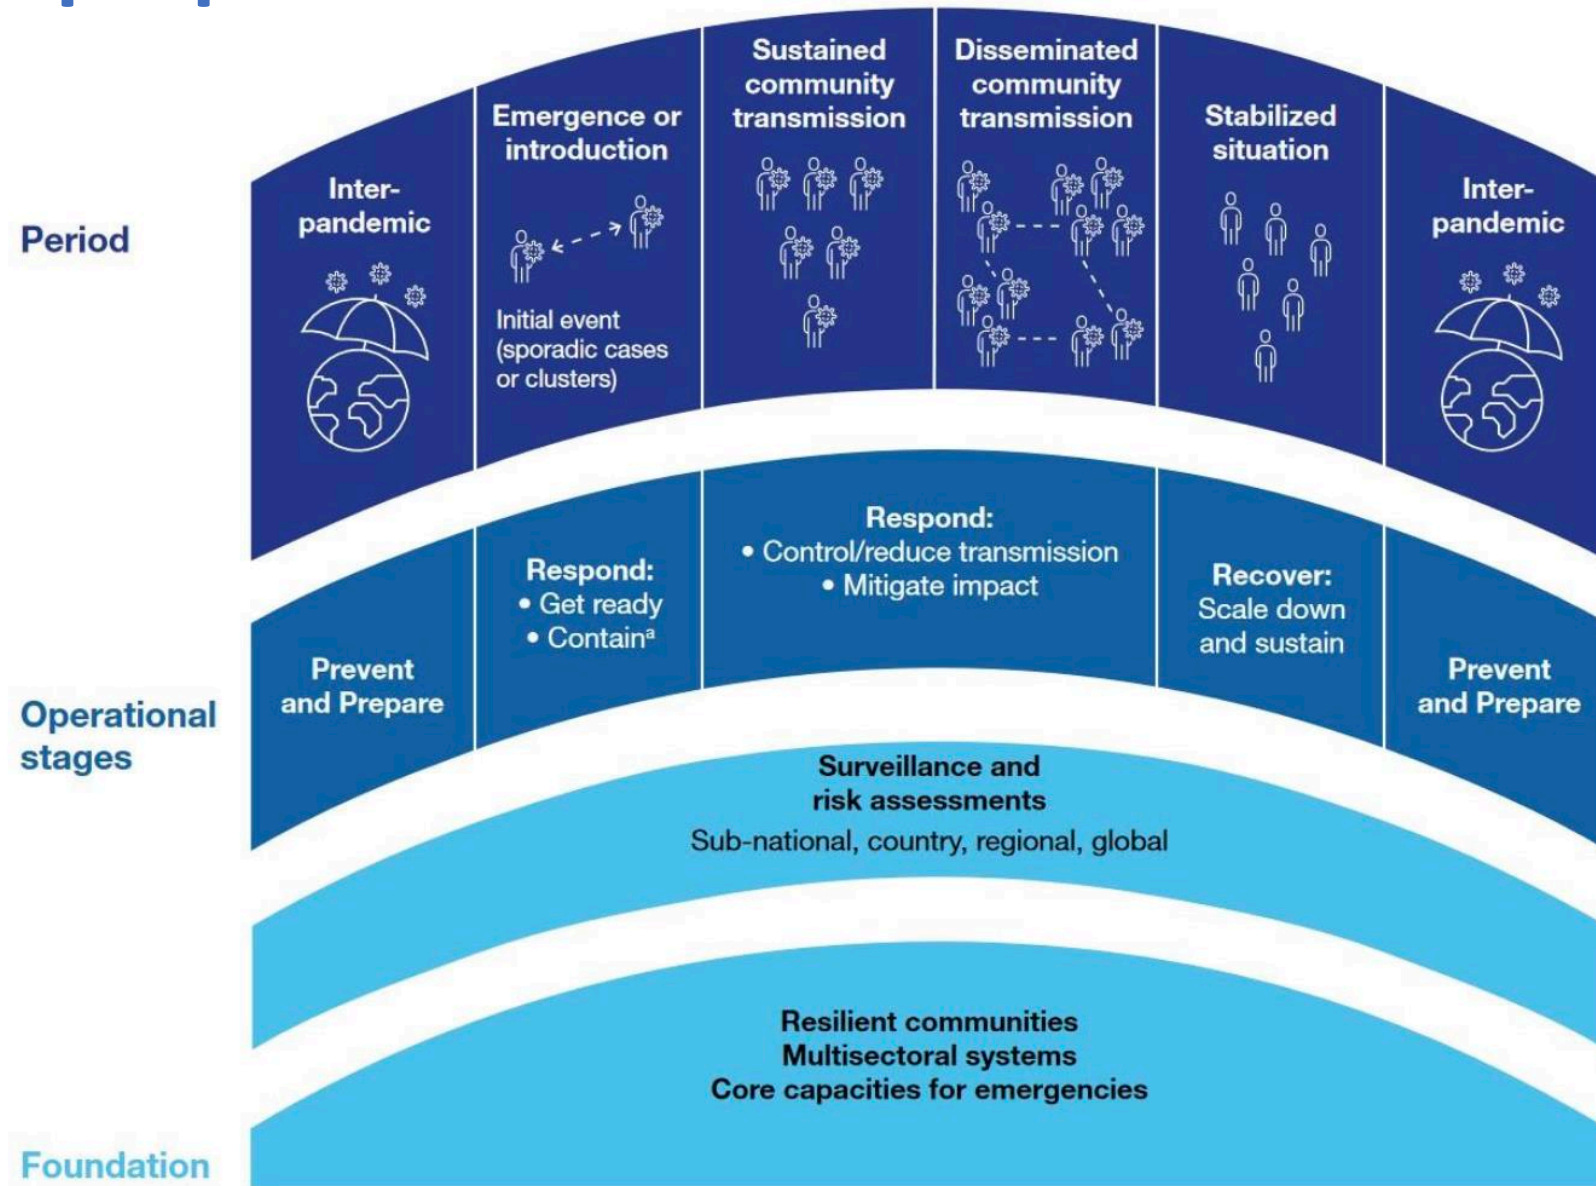 Period
Inter-
pandemic
Emergence or
introduction
Initial event
(sporadic cases
or clusters)
Sustained
community
transmission
Disseminated
community
transmission
Stabilized
situation
Inter-
pandemic
Operational
stages
Prevent
and Prepare
Respond:
• Get ready
• Containᵃ
Respond:
• Control/reduce transmission
• Mitigate impact
Recover:
Scale down
and sustain
Prevent
and Prepare
Surveillance and
risk assessments
Sub-national, country, regional, global
Foundation
Resilient communities
Multisectoral systems
Core capacities for emergencies